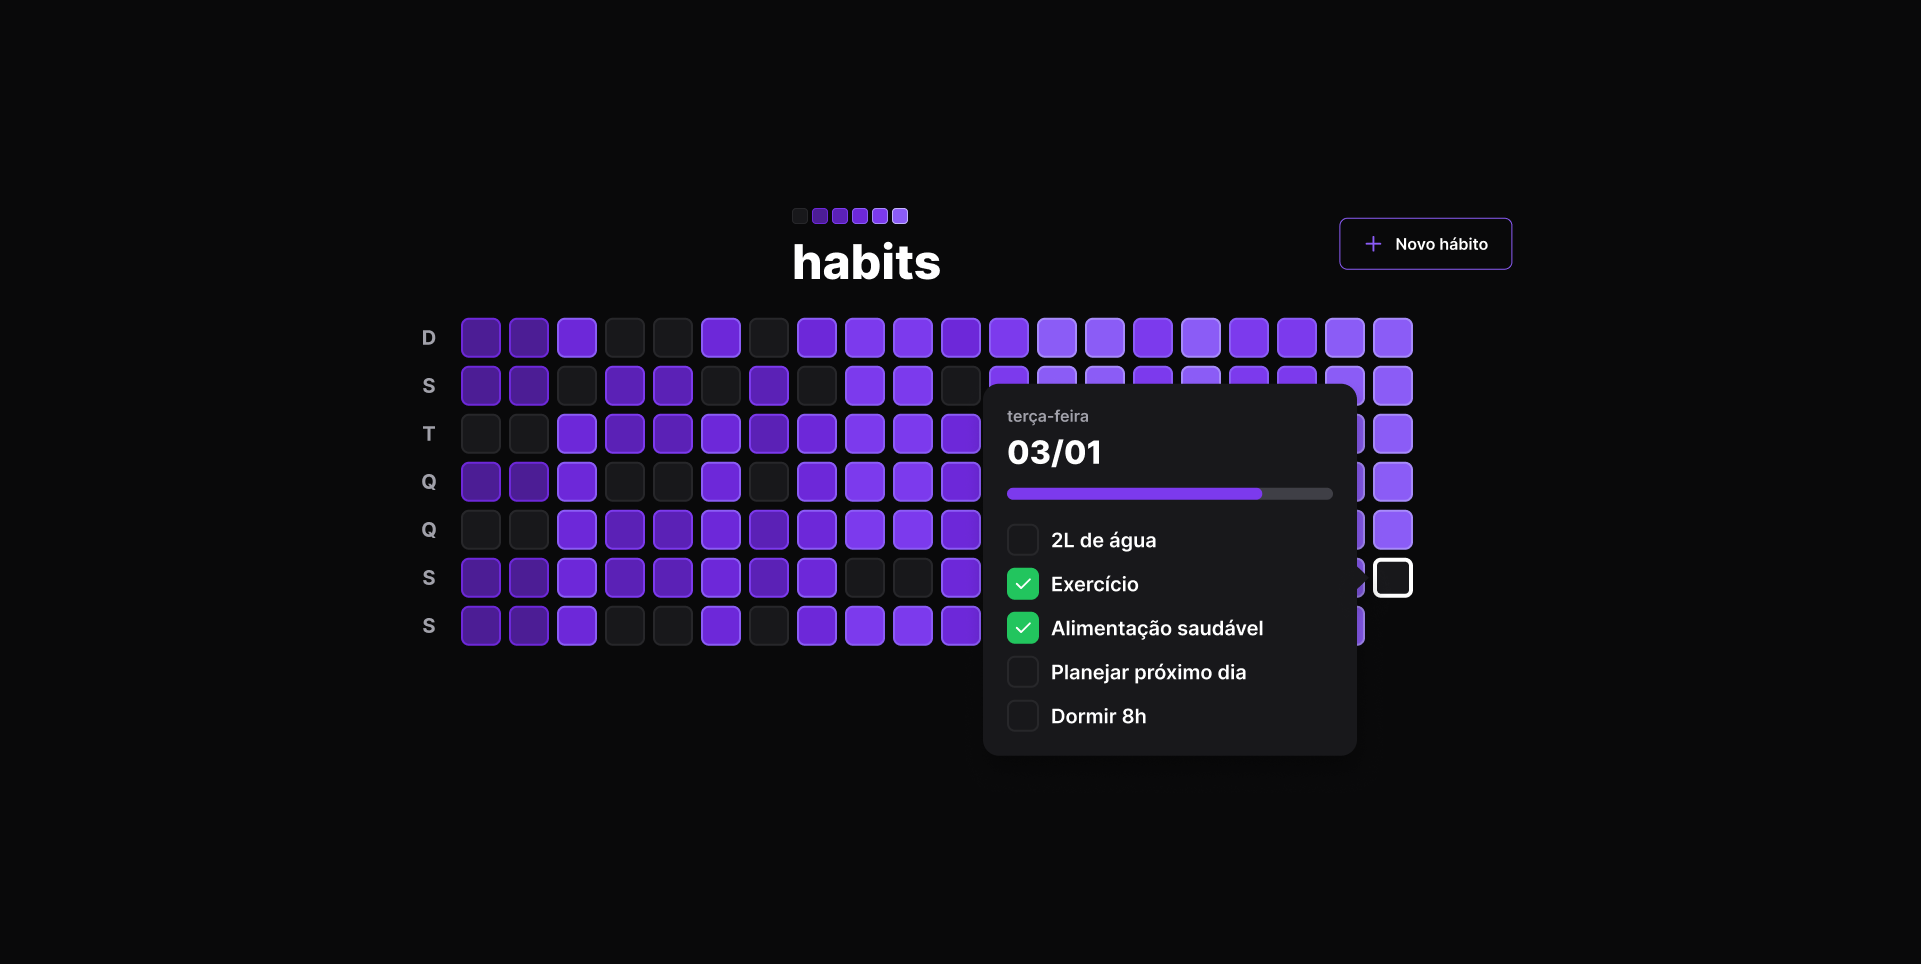 habits
Novo hábito
D
S
T
Q
Q
S
S
terça-feira
03/01
2L de água
Exercício
Alimentação saudável
Planejar próximo dia
Dormir 8h